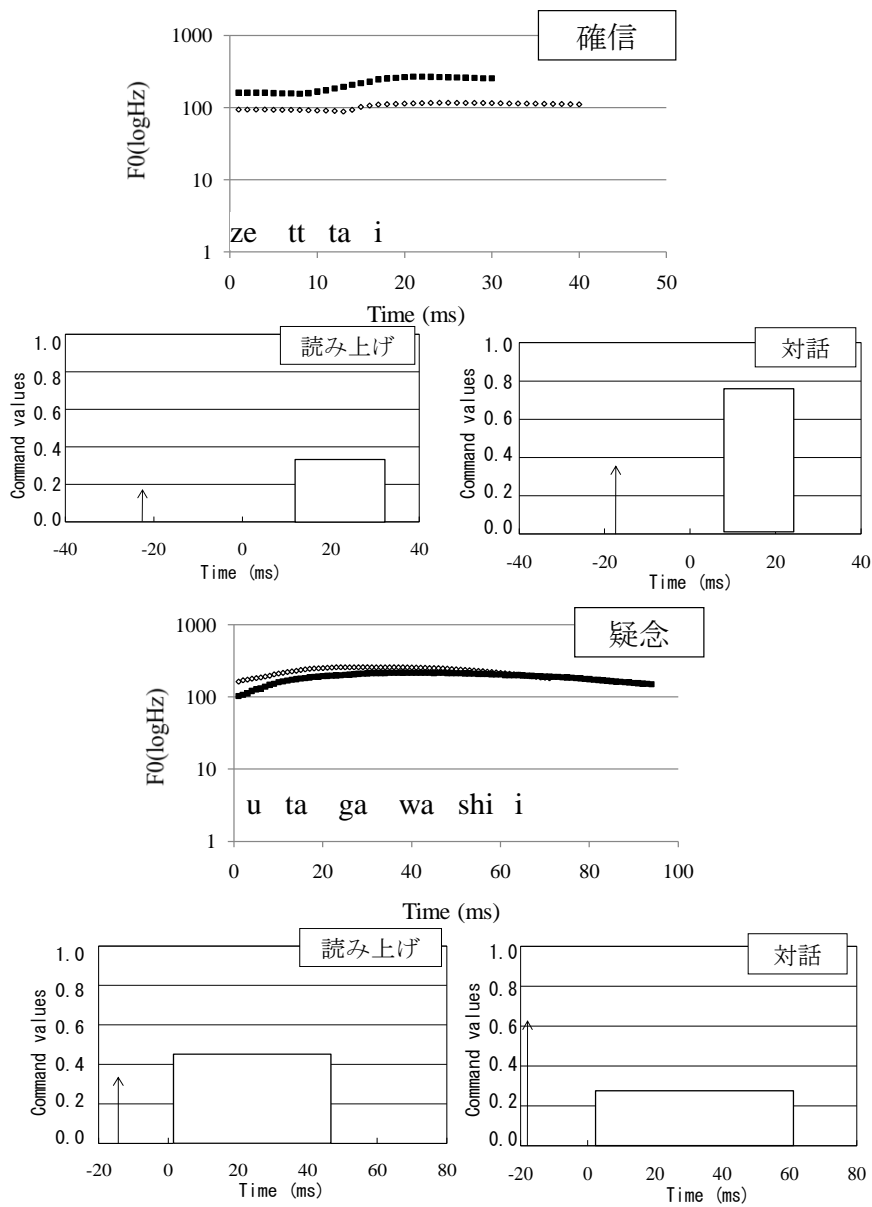 確信
F0(logHz)
1000
100
10
1
ze tt ta i
0 10 20 30 40 50
Time (ms)
読み上げ
Command values
1.0
0.8
0.6
0.4
0.2
0.0
-40 -20 0 20 40
Time (ms)
対話
Command values
1.0
0.8
0.6
0.4
0.2
0.0
-40 -20 0 20 40
Time (ms)
疑念
F0(logHz)
1000
100
10
1
u ta ga wa shi i
0 20 40 60 80 100
Time (ms)
読み上げ
Command values
1.0
0.8
0.6
0.4
0.2
0.0
-20 0 20 40 60 80
Time (ms)
対話
Command values
1.0
0.8
0.6
0.4
0.2
0.0
-20 0 20 40 60 80
Time (ms)